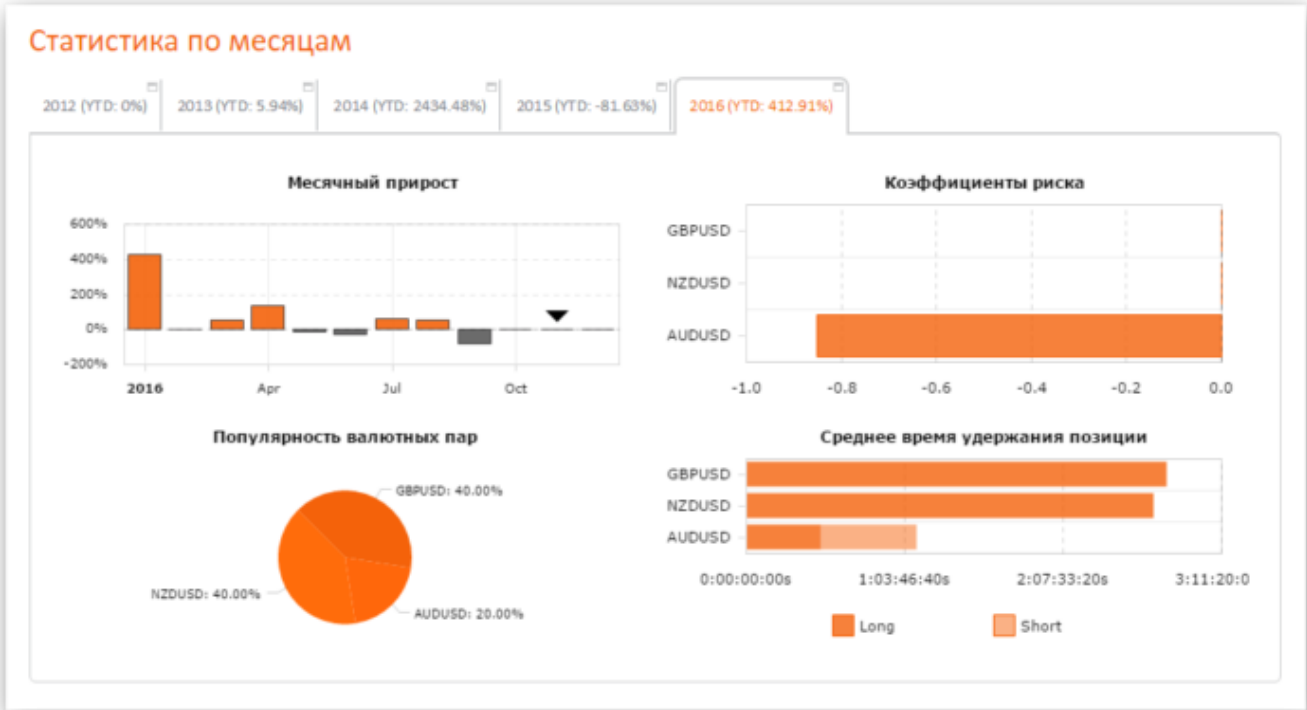 Статистика по месяцам
2012 (YTD: 0%)
2013 (YTD: 5.94%)
2014 (YTD: 2434.48%)
2015 (YTD: -81.63%)
2016 (YTD: 412.91%)
Месячный прирост
600%
400%
200%
0%
-200%
2016
Apr
Jul
Oct
Коэффициенты риска
GBPUSD
NZDUSD
AUDUSD
-1.0
-0.8
-0.6
-0.4
-0.2
0.0
Популярность валютных пар
GBPUSD: 40.00%
NZDUSD: 40.00%
AUDUSD: 20.00%
Среднее время удержания позиции
GBPUSD
NZDUSD
AUDUSD
0:00:00:00s
1:03:46:40s
2:07:33:20s
3:11:20:0
Long
Short